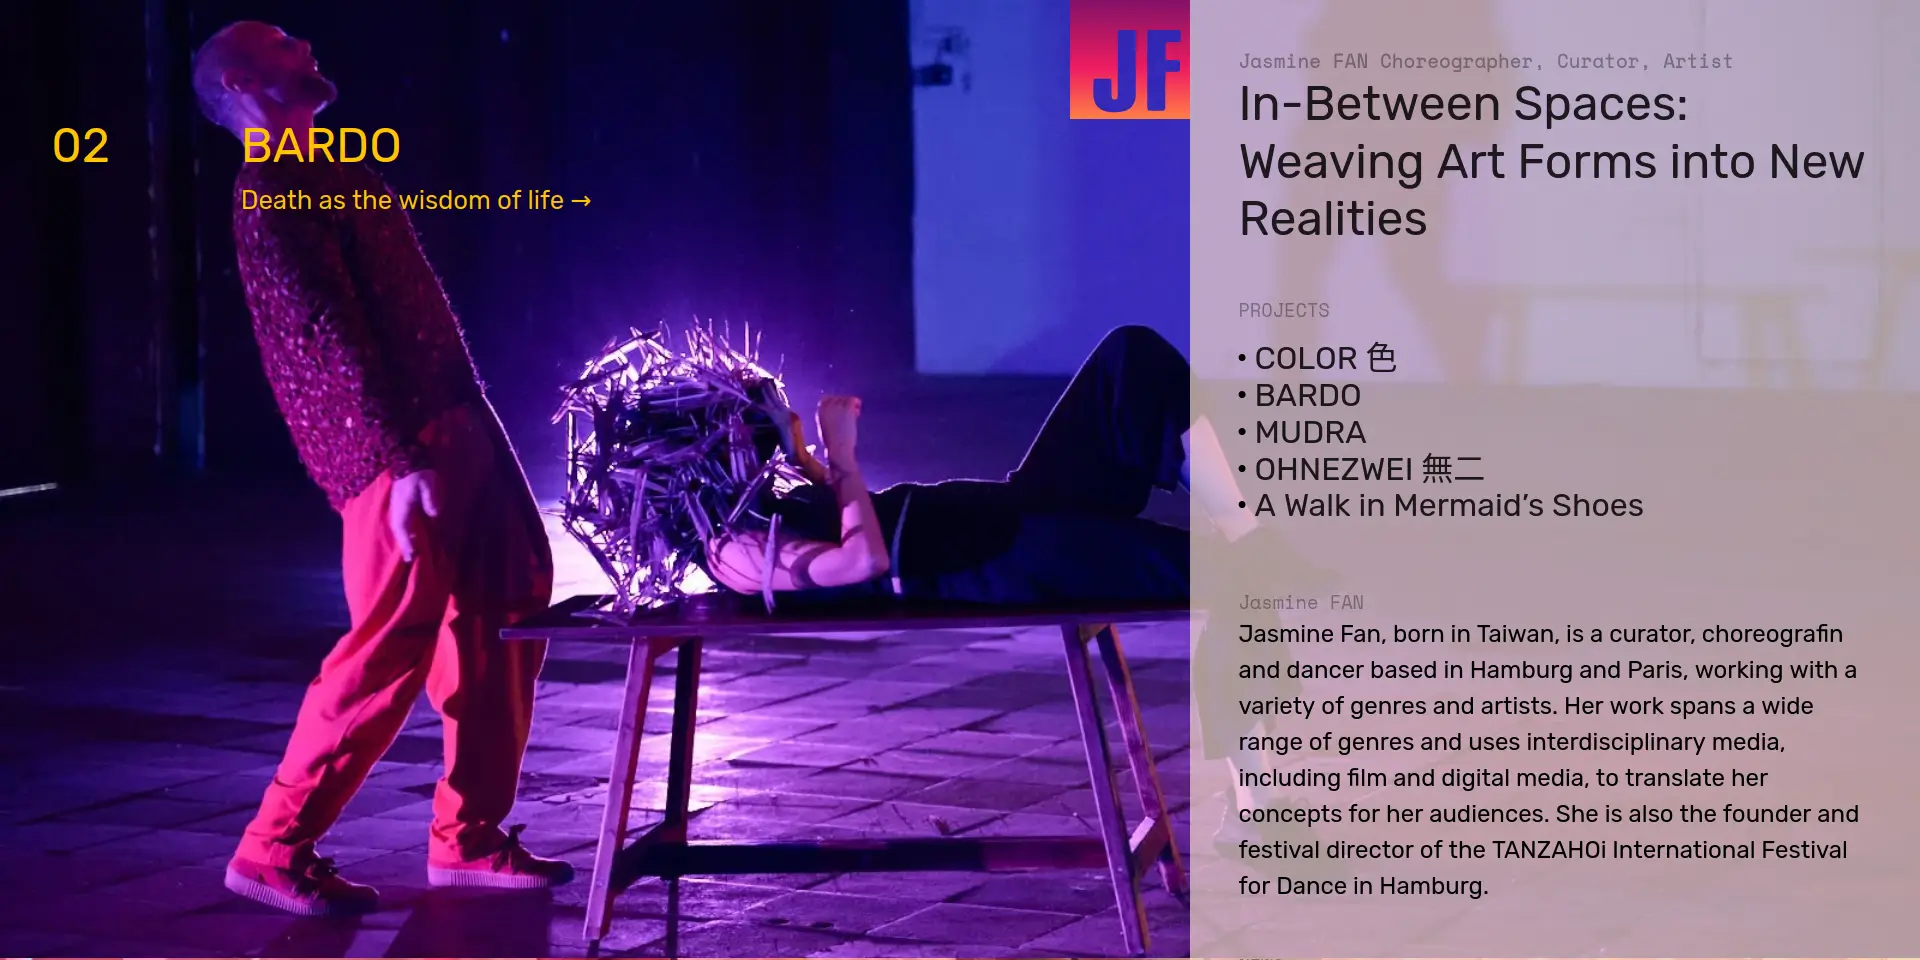 02
BARDO
Death as the wisdom of life →
JF
Jasmine FAN Choreographer, Curator, Artist
In-Between Spaces:
Weaving Art Forms into New
Realities
PROJECTS
• COLOR 色
• BARDO
• MUDRA
• OHNEZWEI 無二
• A Walk in Mermaid’s Shoes
Jasmine FAN
Jasmine Fan, born in Taiwan, is a curator, choreografin
and dancer based in Hamburg and Paris, working with a
variety of genres and artists. Her work spans a wide
range of genres and uses interdisciplinary media,
including film and digital media, to translate her
concepts for her audiences. She is also the founder and
festival director of the TANZAHOi International Festival
for Dance in Hamburg.